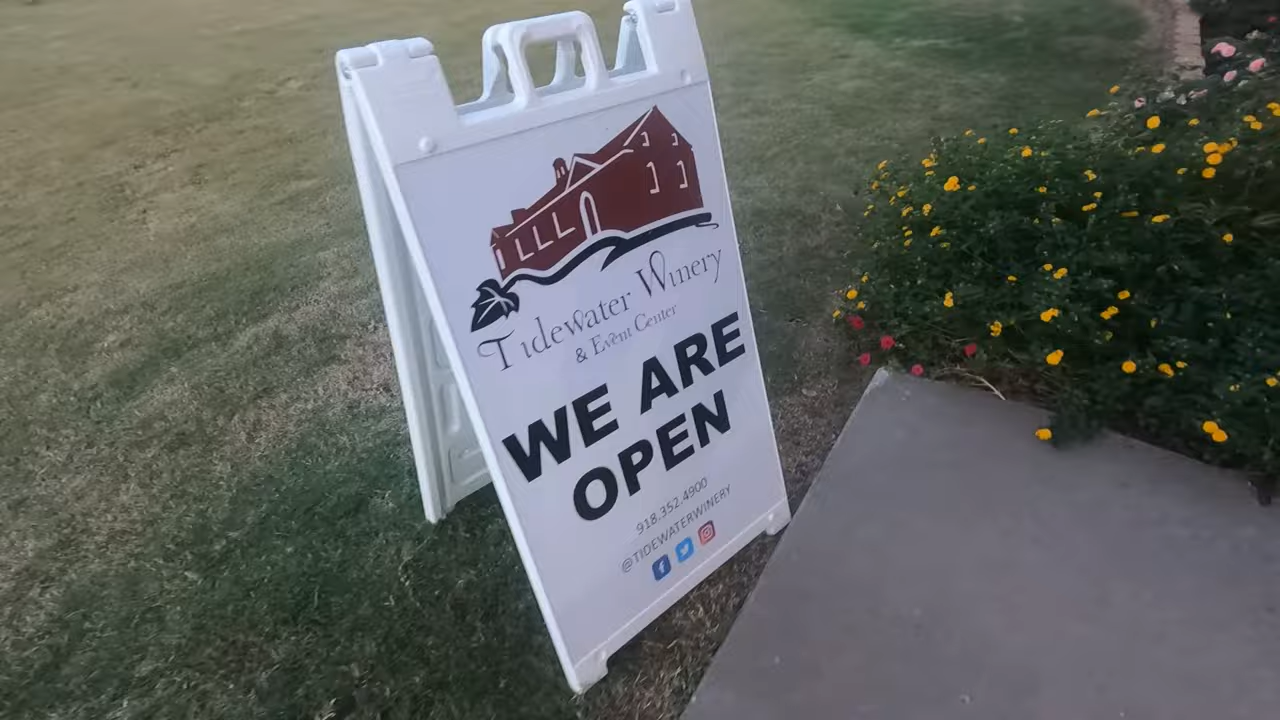 Tidewater Winery
& Event Center
WE ARE
OPEN
918.352.4900
@TIDEWATERWINERY